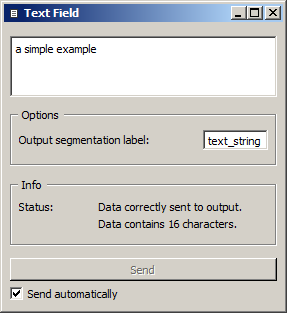 Text Field
a simple example
Options
Output segmentation label: text_string
Info
Status: Data correctly sent to output.
Data contains 16 characters.
Send
Send automatically